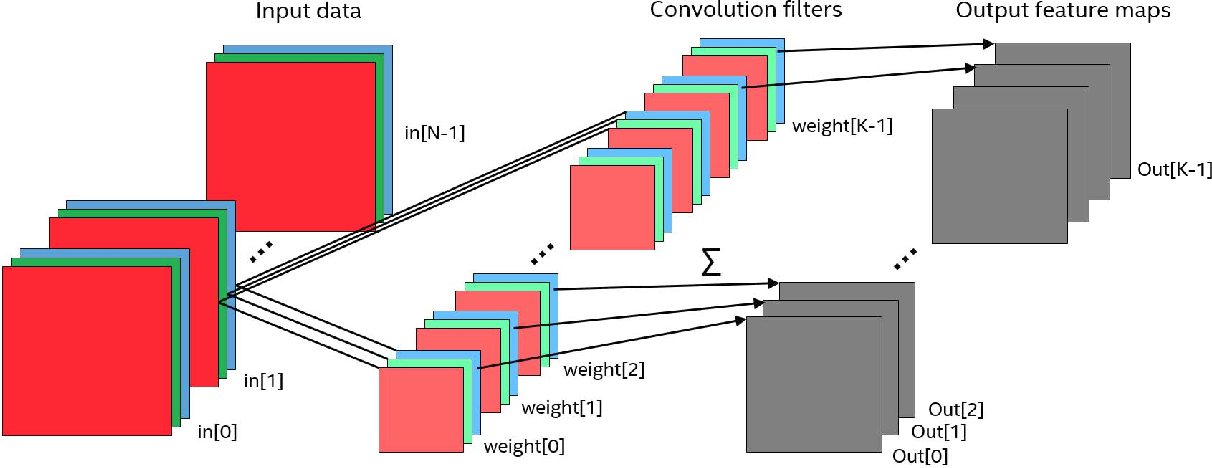 Input data
Convolution filters
Output feature maps
in[N-1]
weight[K-1]
Out[K-1]
∑
in[1]
in[0]
weight[2]
weight[1]
weight[0]
Out[2]
Out[1]
Out[0]